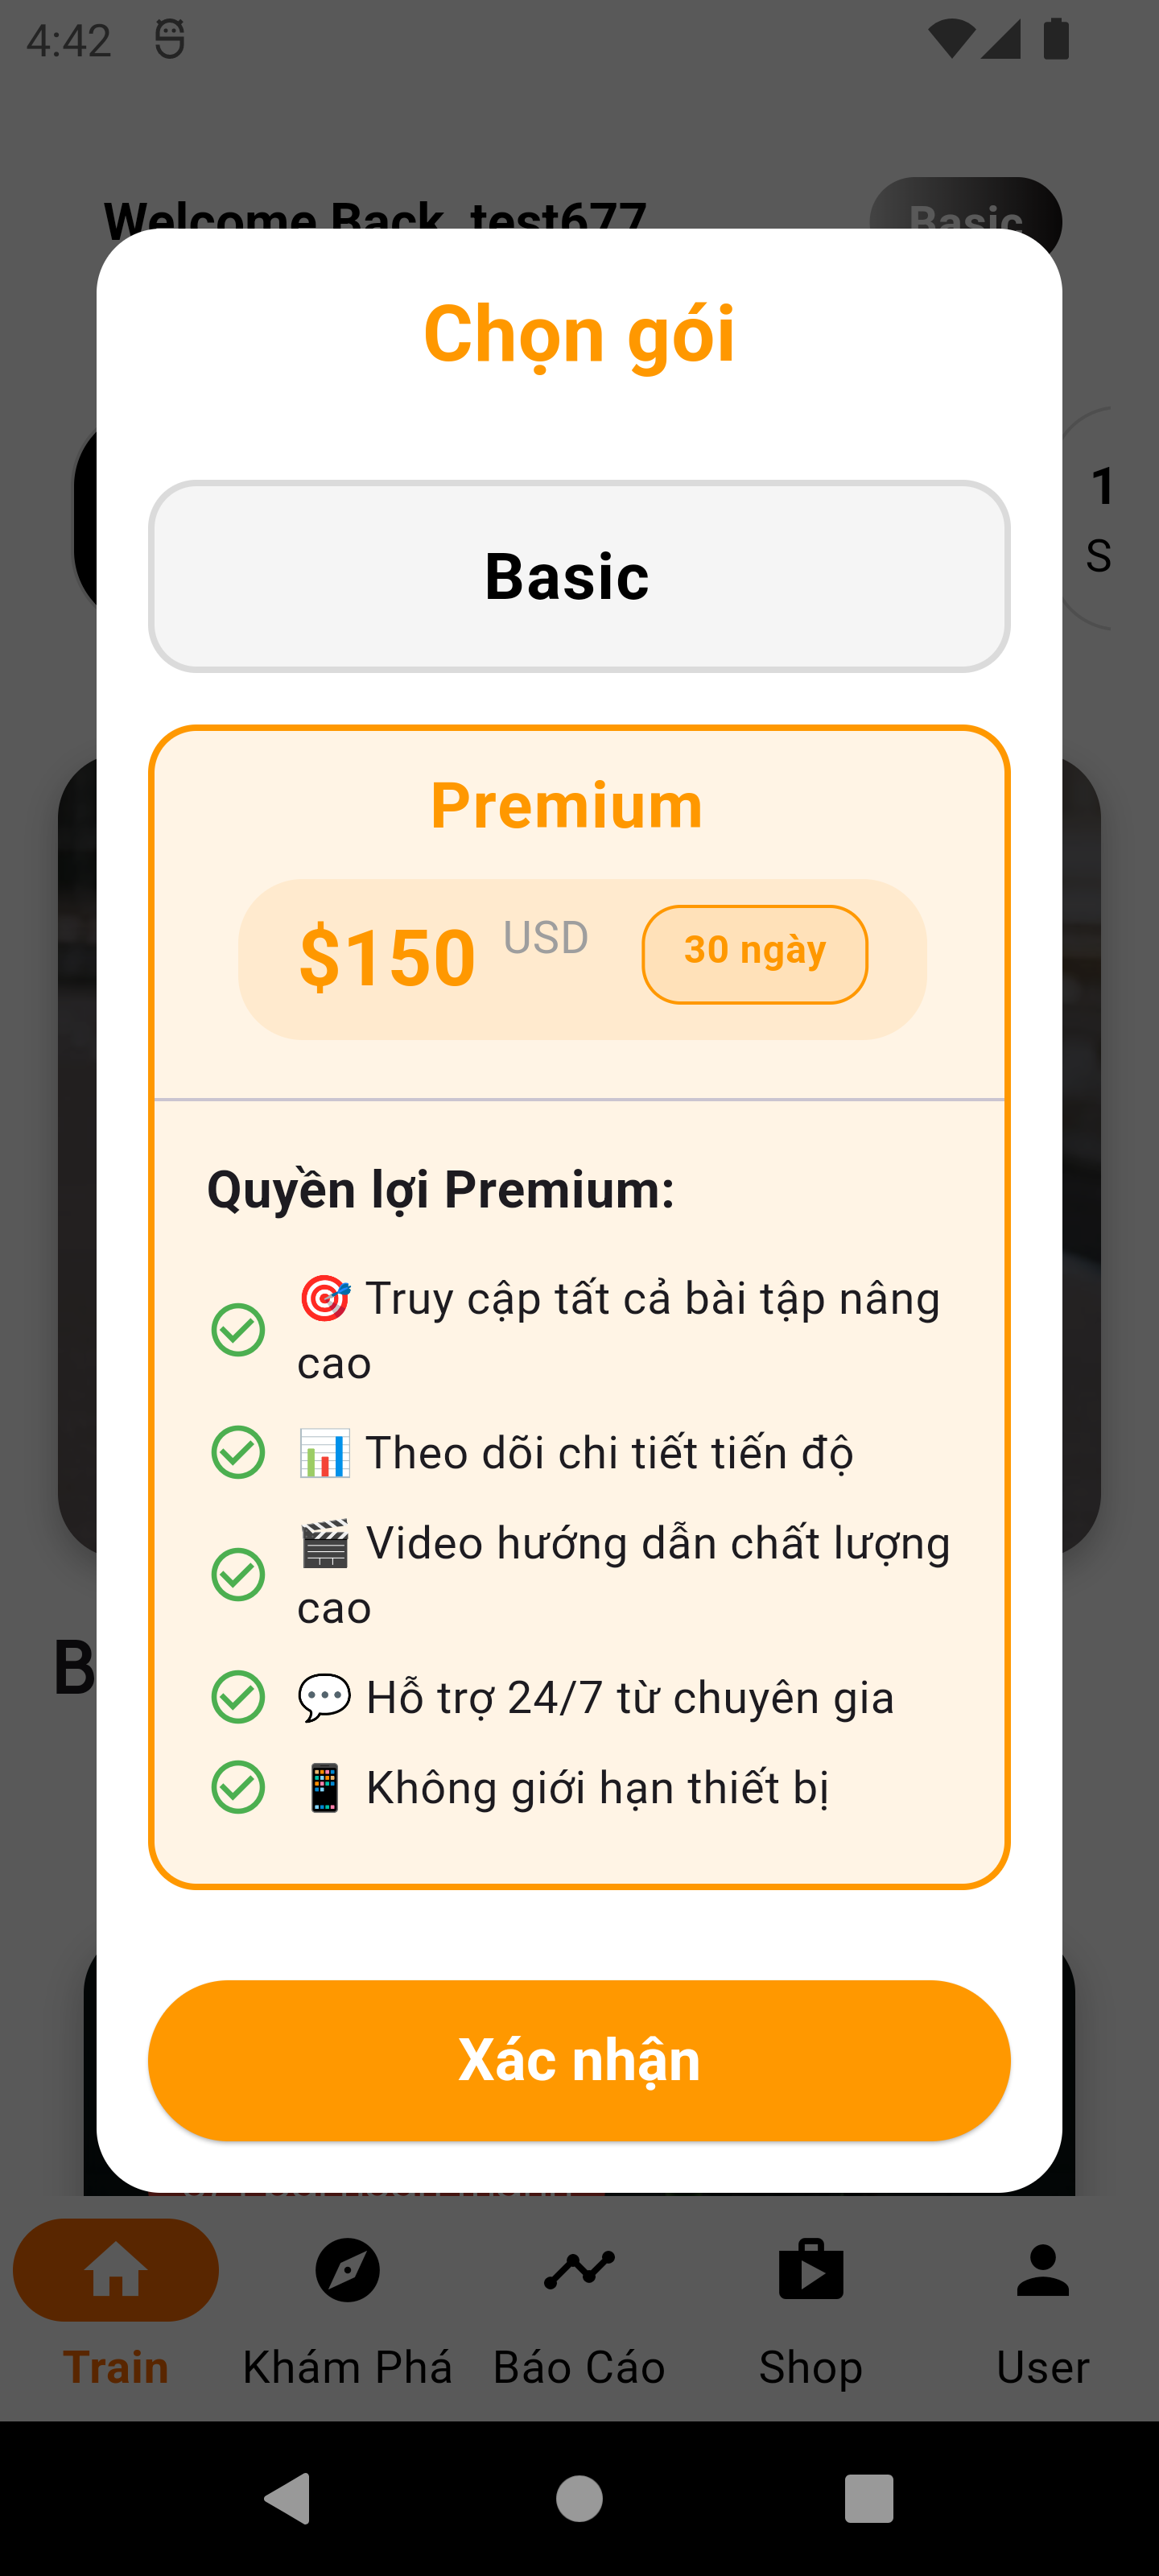 4:42
Welcome Back, test677
Basic
Chọn gói
1
S
Basic
Premium
$150 USD 30 ngày
Quyền lợi Premium:
🎯 Truy cập tất cả bài tập nâng
cao
📊 Theo dõi chi tiết tiến độ
🎬 Video hướng dẫn chất lượng
cao
B
💬 Hỗ trợ 24/7 từ chuyên gia
📱 Không giới hạn thiết bị
Xác nhận
Train Khám Phá Báo Cáo Shop User